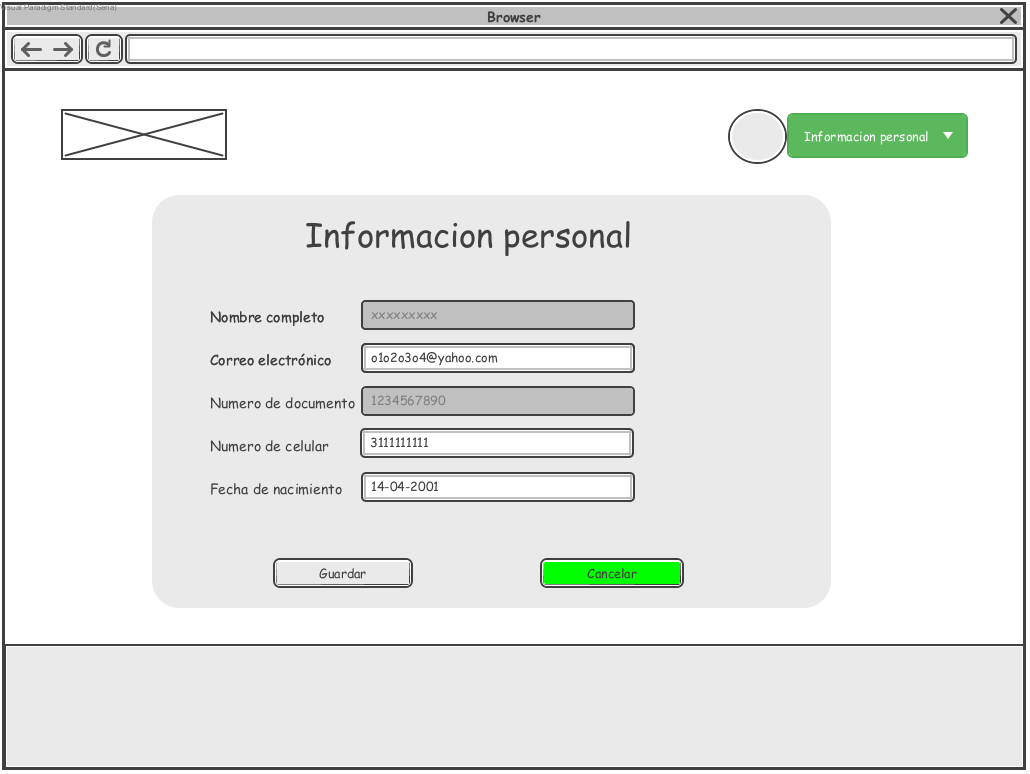 Visual Paradigm Standard(Sena)
Browser
Informacion personal
Informacion personal
Nombre completo xxxxxxxxx
Correo electrónico o1o2o3o4@yahoo.com
Numero de documento 1234567890
Numero de celular 3111111111
Fecha de nacimiento 14-04-2001
Guardar Cancelar